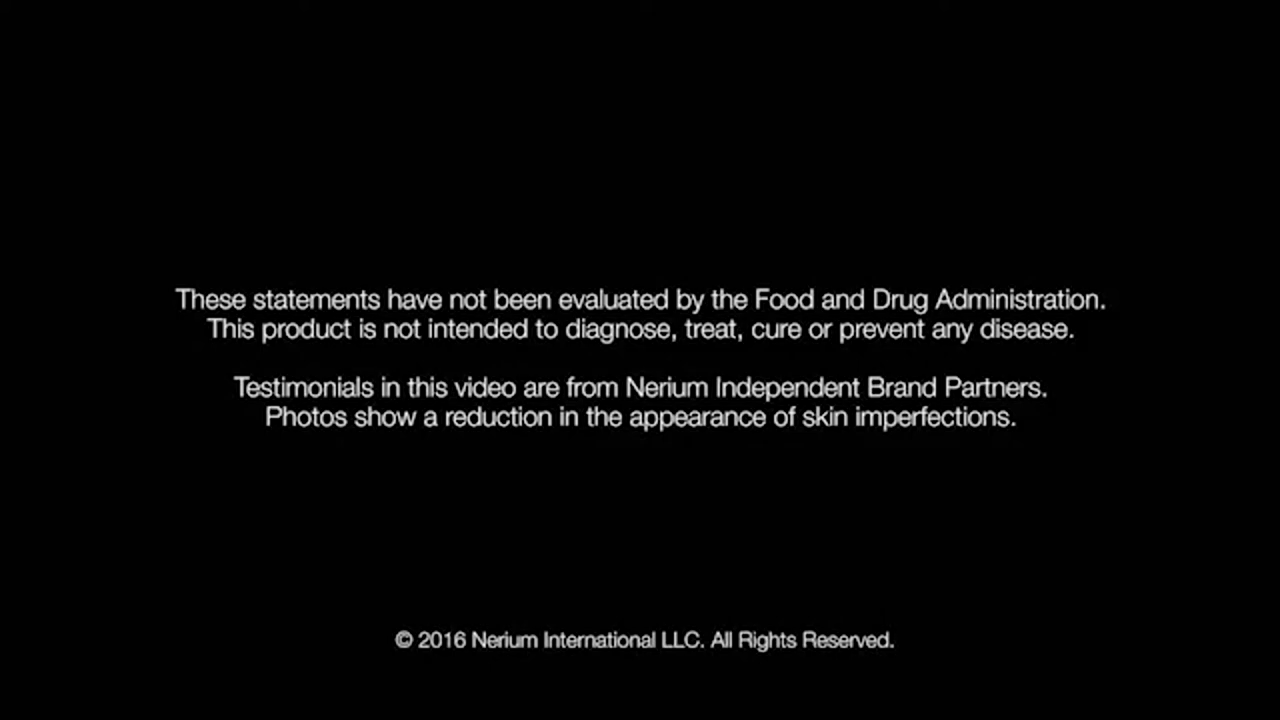 These statements have not been evaluated by the Food and Drug Administration.
This product is not intended to diagnose, treat, cure or prevent any disease.
Testimonials in this video are from Nerium Independent Brand Partners.
Photos show a reduction in the appearance of skin imperfections.
© 2016 Nerium International LLC. All Rights Reserved.